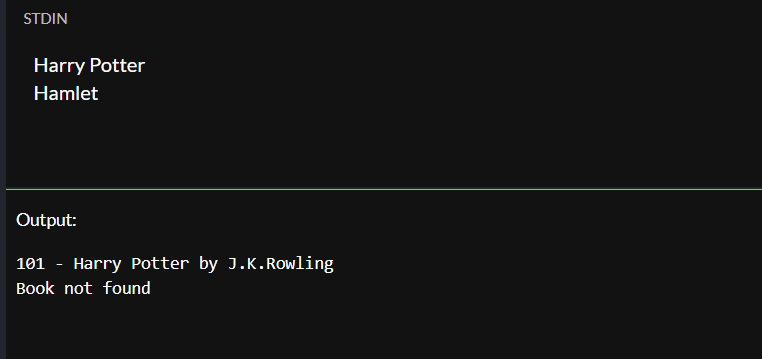 STDIN
Harry Potter
Hamlet
Output:
101 - Harry Potter by J.K.Rowling
Book not found